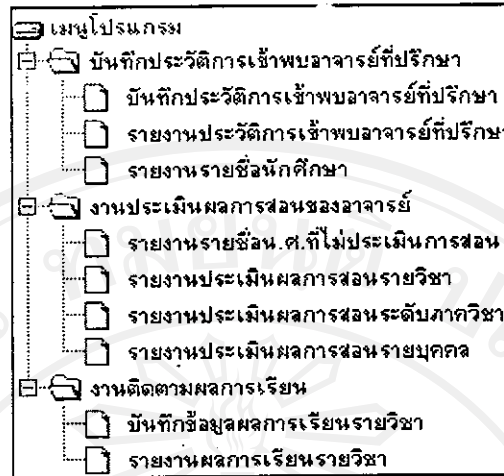 เมนูโปรแกรม
บันทึกประวัติการเข้าพบอาจารย์ที่ปรึกษา
บันทึกประวัติการเข้าพบอาจารย์ที่ปรึกษา
รายงานประวัติการเข้าพบอาจารย์ที่ปรึกษา
รายงานรายชื่อนักศึกษา
งานประเมินผลการสอนของอาจารย์
รายงานรายชื่อน.ศ.ที่ไม่ประเมินการสอน
รายงานประเมินผลการสอนรายวิชา
รายงานประเมินผลการสอนระดับภาควิชา
รายงานประเมินผลการสอนรายบุคคล
งานติดตามผลการเรียน
บันทึกข้อมูลผลการเรียนรายวิชา
รายงานผลการเรียนรายวิชา